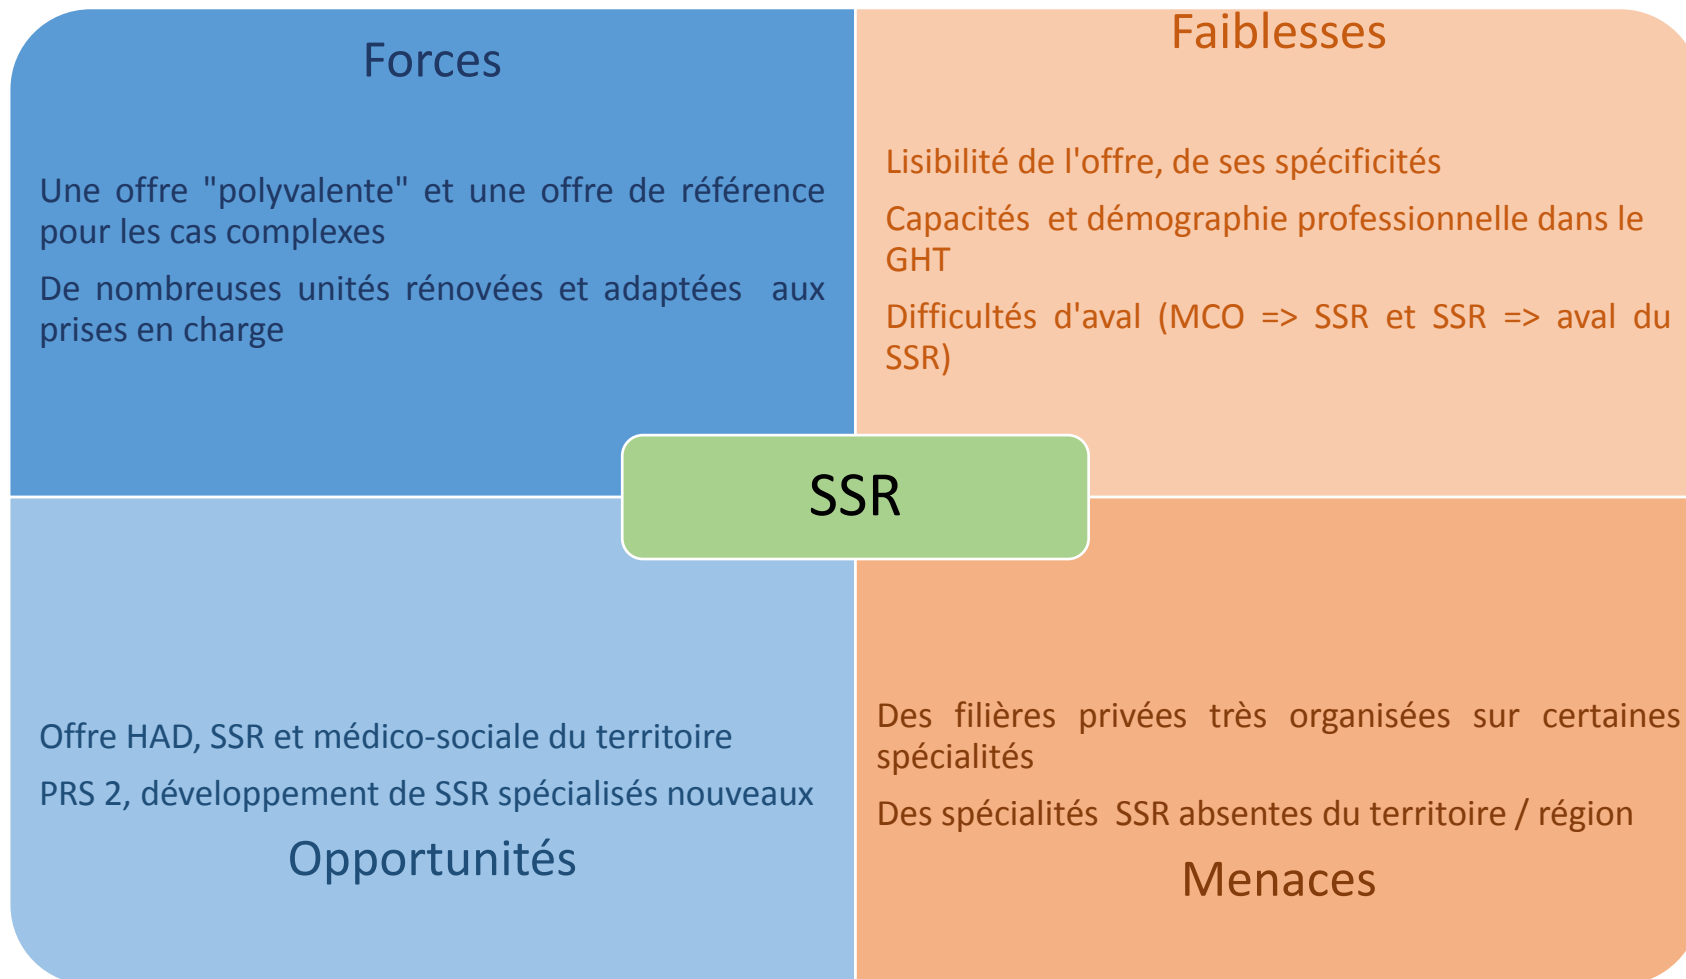 Forces
Une offre "polyvalente" et une offre de référence
pour les cas complexes
De nombreuses unités rénovées et adaptées aux
prises en charge
Faiblesses
Lisibilité de l'offre, de ses spécificités
Capacités et démographie professionnelle dans le
GHT
Difficultés d'aval (MCO => SSR et SSR => aval du
SSR)
SSR
Offre HAD, SSR et médico-sociale du territoire
PRS 2, développement de SSR spécialisés nouveaux
Opportunités
Des filières privées très organisées sur certaines
spécialités
Des spécialités SSR absentes du territoire / région
Menaces